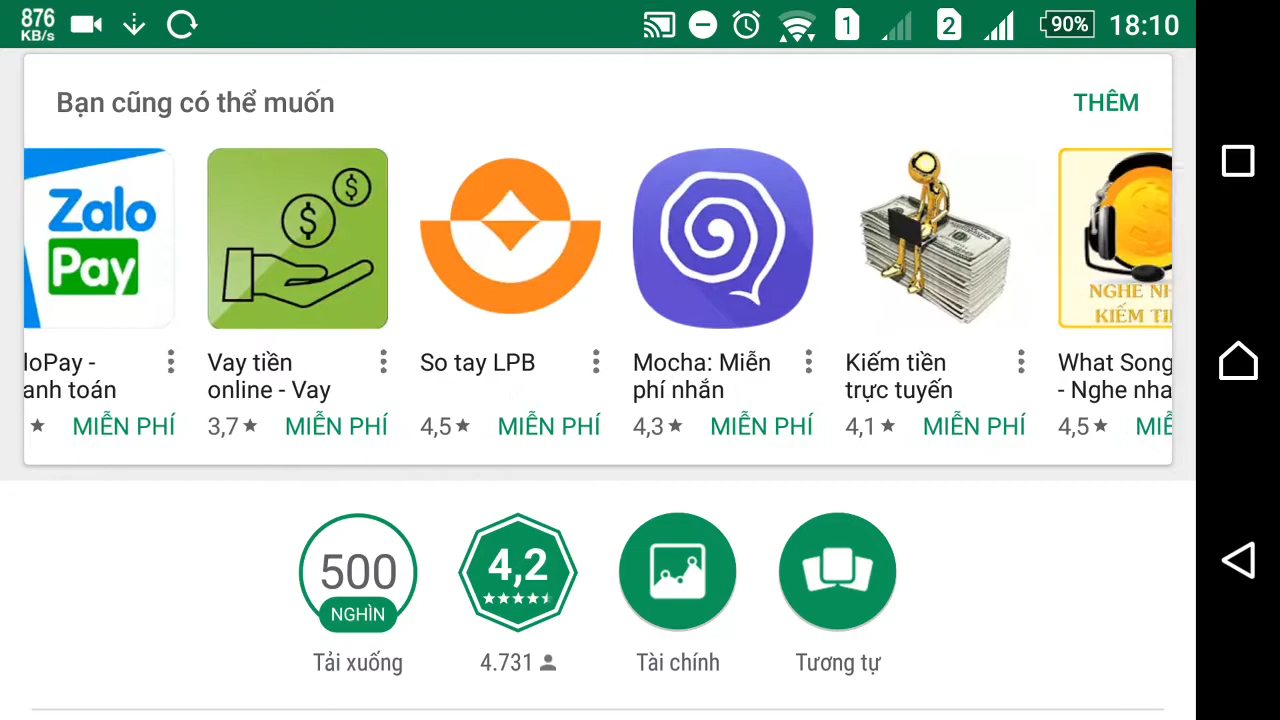 876
KB/s
1
2
90%
18:10
Bạn cũng có thể muốn
THÊM
Zalo
Pay
NGHE NH
KIẾM TI
loPay -
anh toán
MIỄN PHÍ
Vay tiền
online - Vay
3,7★ MIỄN PHÍ
So tay LPB
4,5★ MIỄN PHÍ
Mocha: Miễn
phí nhắn
4,3★ MIỄN PHÍ
Kiếm tiền
trực tuyến
4,1★ MIỄN PHÍ
What Song
- Nghe nha
4,5★ MIỄ
500
NGHÌN
Tải xuống
4,2
4.731
Tài chính
Tương tự